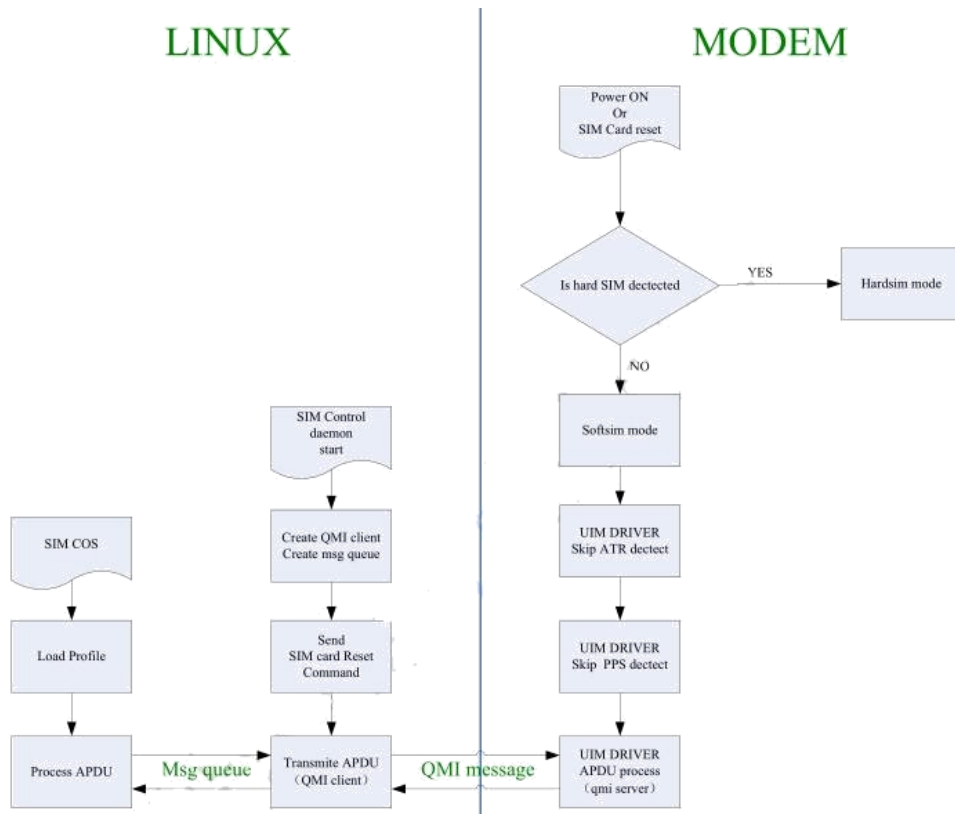 LINUX
MODEM
Power ON
Or
SIM Card reset
Is hard SIM dectected
YES
Hardsim mode
NO
Softsim mode
SIM Control
daemon
start
UIM DRIVER
Skip ATR dectect
Create QMI client
Create msg queue
SIM COS
Load Profile
Send
SIM card Reset
Command
UIM DRIVER
Skip PPS dectect
Process APDU
Msg queue
Transmite APDU
（QMI client）
QMI message
UIM DRIVER
APDU process
（qmi server）